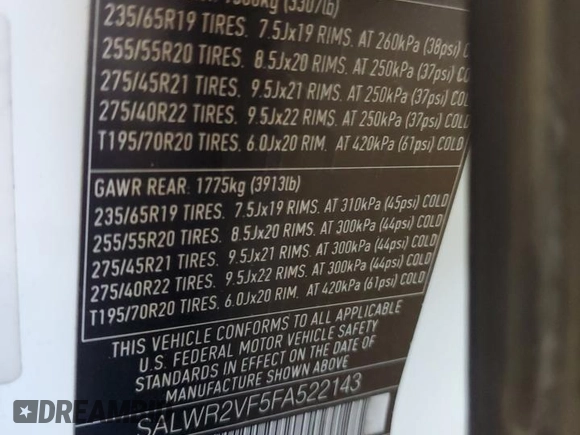 (3307lb)
235/65R19 TIRES. 7.5Jx19 RIMS. AT 260kPa (38psi) CO
255/55R20 TIRES. 8.5Jx20 RIMS. AT 250kPa (37psi) CO
275/45R21 TIRES. 9.5Jx21 RIMS. AT 250kPa (37psi) COL
275/40R22 TIRES. 9.5Jx22 RIMS. AT 250kPa (37psi) COL
T195/70R20 TIRES. 6.0Jx20 RIM. AT 420kPa (61psi) COLD
GAWR REAR. 1775kg (3913lb)
235/65R19 TIRES. 7.5Jx19 RIMS. AT 310kPa (45psi) COLD
255/55R20 TIRES. 8.5Jx20 RIMS. AT 300kPa (44psi) COLD
275/45R21 TIRES. 9.5Jx21 RIMS. AT 300kPa (44psi) COLD
275/40R22 TIRES. 9.5Jx22 RIMS. AT 300kPa (44psi) COLD
T195/70R20 TIRES. 6.0Jx20 RIM. AT 420kPa (61psi) COLD
THIS VEHICLE CONFORMS TO ALL APPLICABLE
U.S. FEDERAL MOTOR VEHICLE SAFETY
STANDARDS IN EFFECT ON THE DATE OF
MANUFACTURE SHOWN ABOVE
SALWR2VF5FA522143